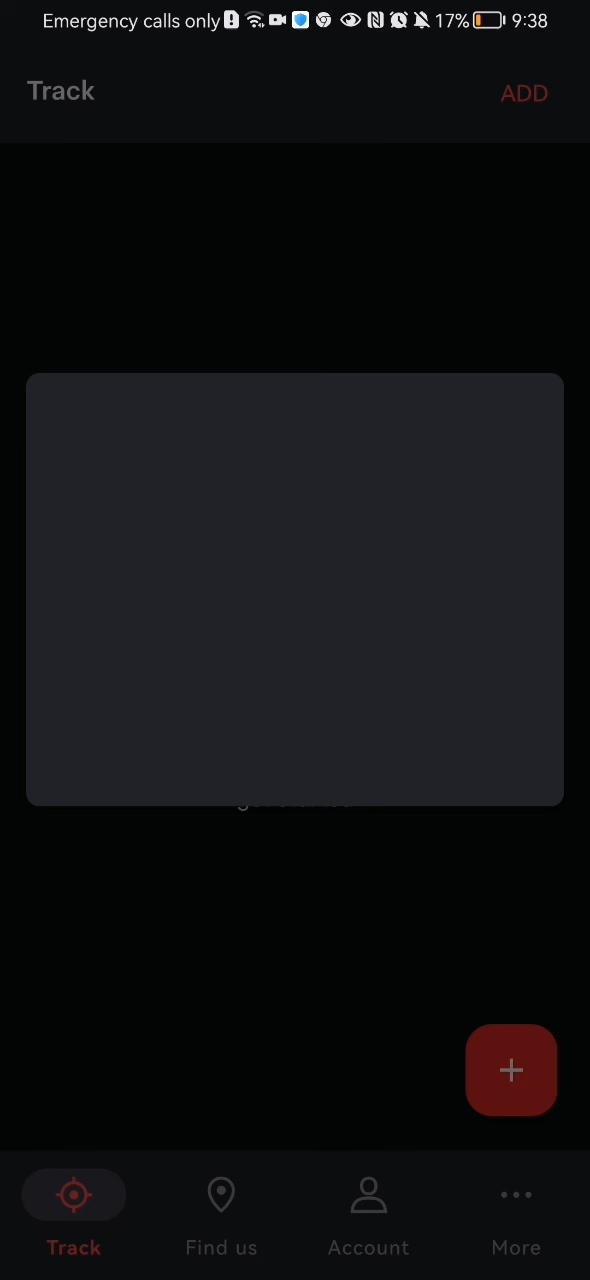 Emergency calls only 17% 9:38
Track
ADD
Track
Find us
Account
More